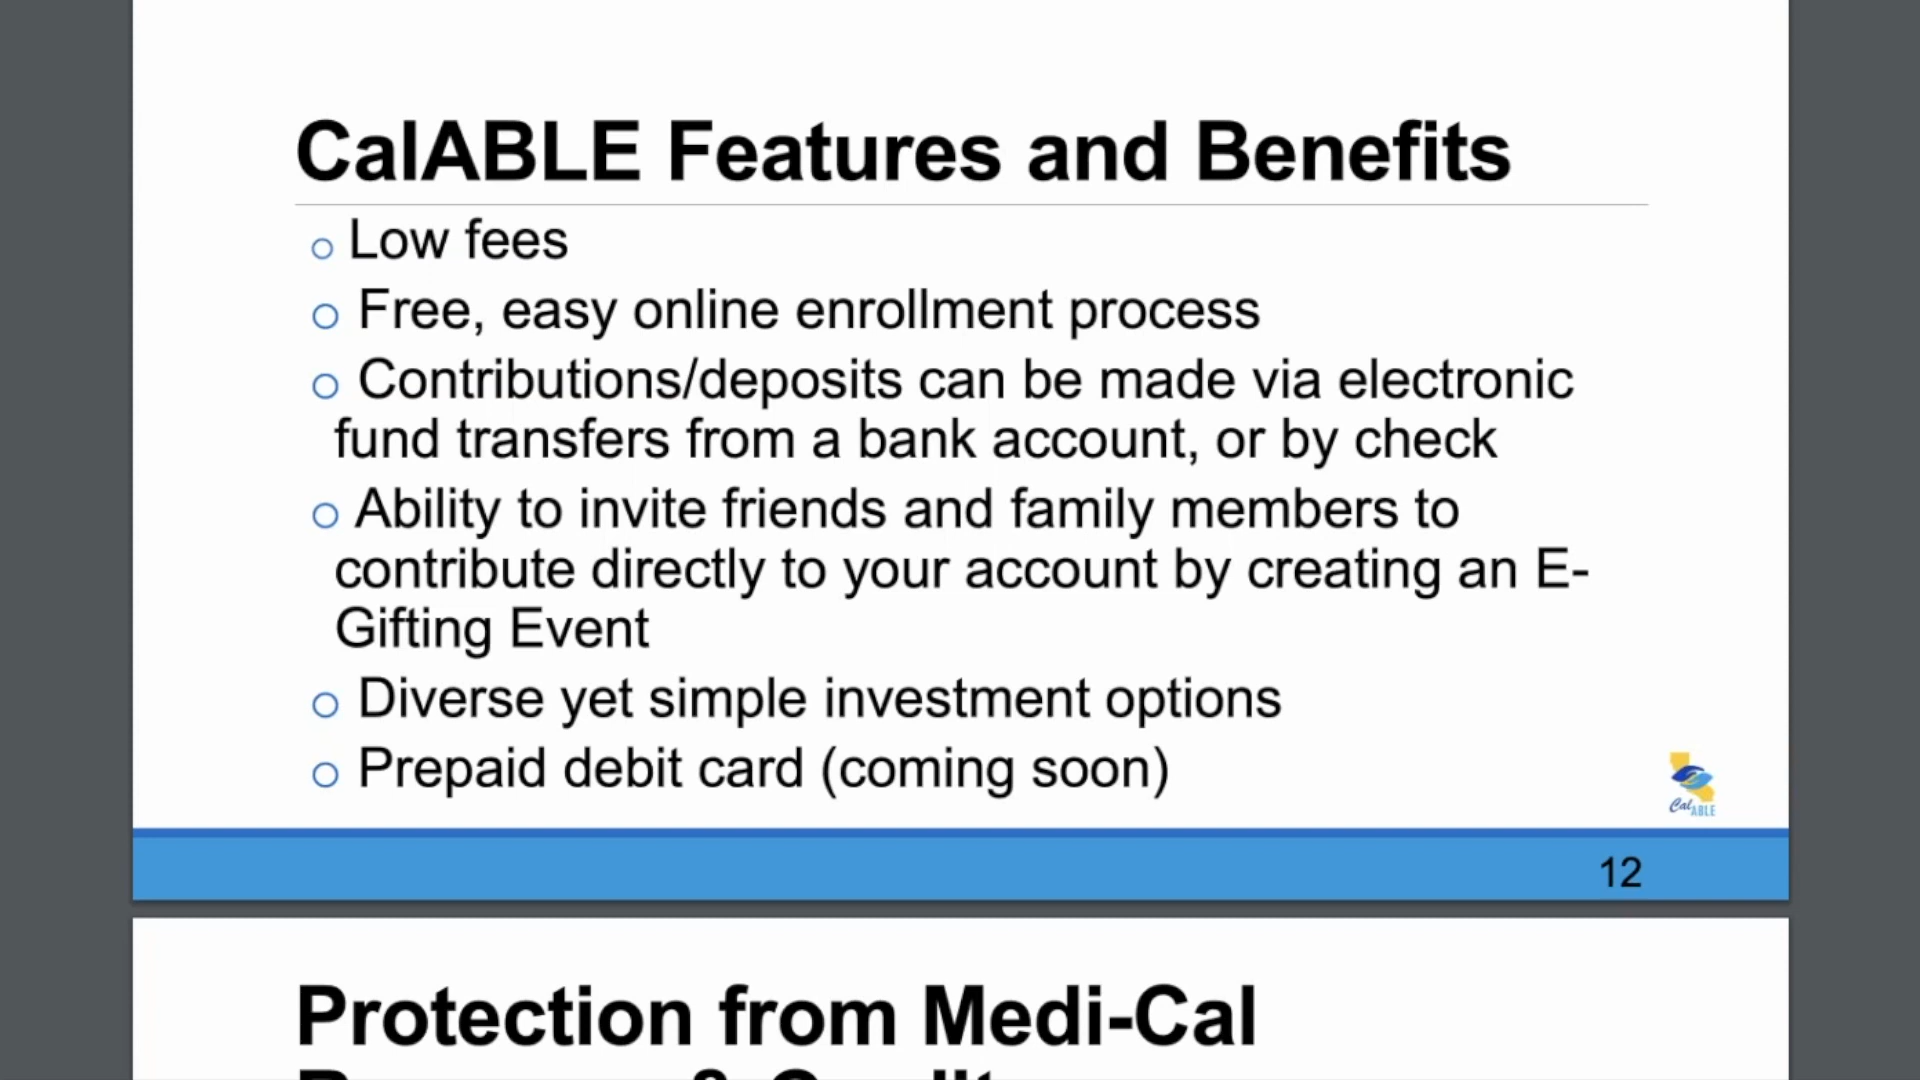 CalABLE Features and Benefits
Low fees
Free, easy online enrollment process
Contributions/deposits can be made via electronic
fund transfers from a bank account, or by check
Ability to invite friends and family members to
contribute directly to your account by creating an E-
Gifting Event
Diverse yet simple investment options
Prepaid debit card (coming soon)
Cal ABLE
12
Protection from Medi-Cal